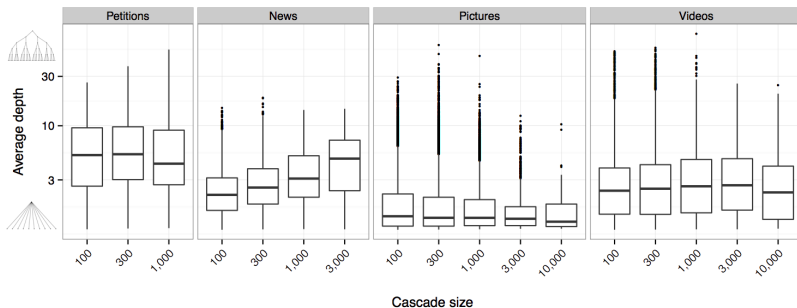 Petitions News Pictures Videos
Average depth
30
10
3
100 300 1,000 100 300 1,000 3,000 100 300 1,000 3,000 10,000 100 300 1,000 3,000 10,000
Cascade size